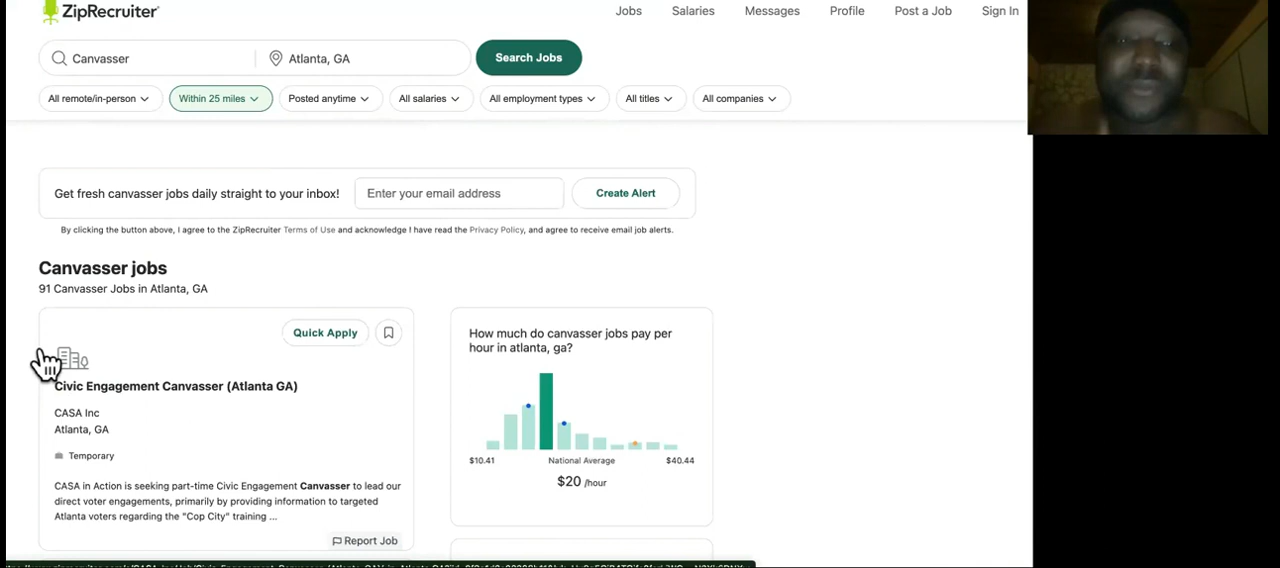 ZipRecruiter
Jobs Salaries Messages Profile Post a Job Sign In
Canvasser Atlanta, GA Search Jobs
All remote/in-person Within 25 miles Posted anytime All salaries All employment types All titles All companies
Get fresh canvasser jobs daily straight to your inbox! Enter your email address Create Alert
By clicking the button above, I agree to the ZipRecruiter Terms of Use and acknowledge I have read the Privacy Policy, and agree to receive email job alerts.
Canvasser jobs
91 Canvasser Jobs in Atlanta, GA
Quick Apply
Civic Engagement Canvasser (Atlanta GA)
CASA Inc
Atlanta, GA
Temporary
CASA in Action is seeking part-time Civic Engagement Canvasser to lead our
direct voter engagements, primarily by providing information to targeted
Atlanta voters regarding the "Cop City" training ...
Report Job
How much do canvasser jobs pay per
hour in atlanta, ga?
$10.41 National Average $40.44
$20 /hour